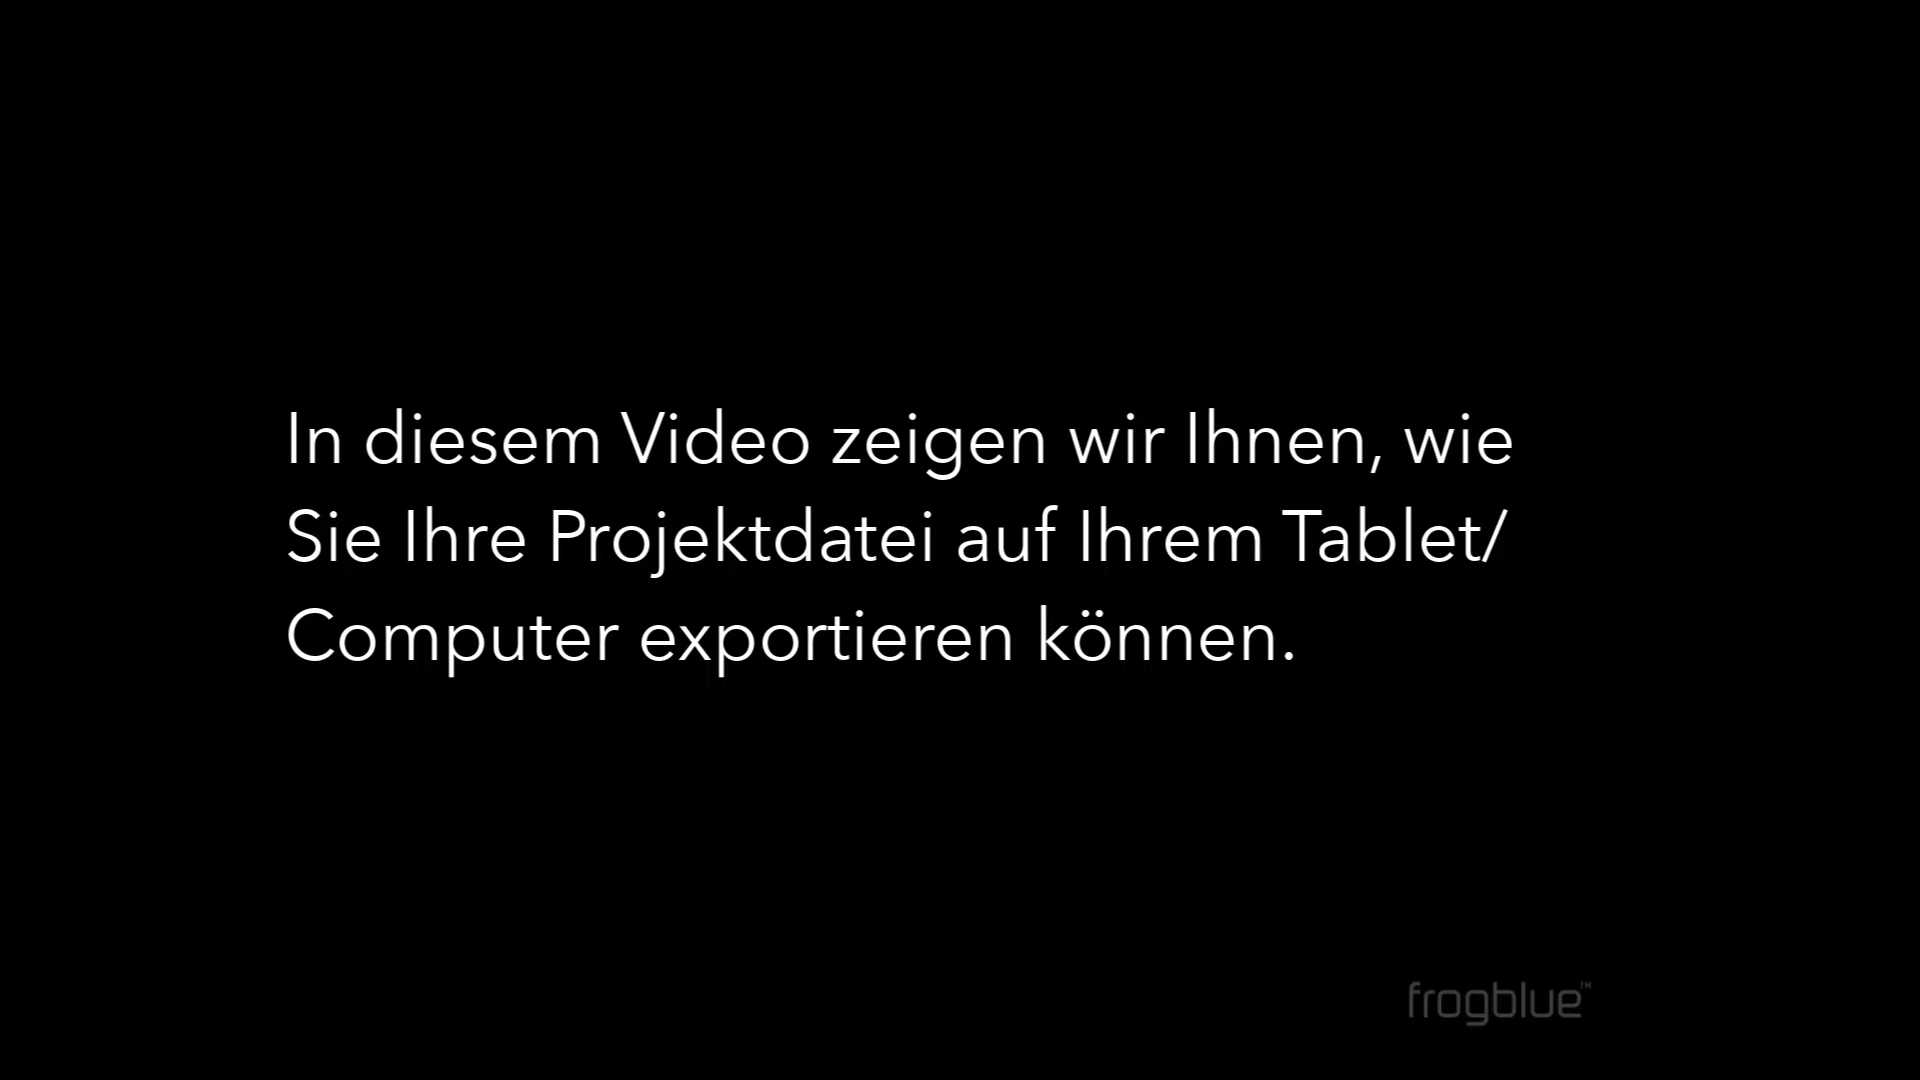 In diesem Video zeigen wir Ihnen, wie
Sie Ihre Projektdatei auf Ihrem Tablet/
Computer exportieren können.
frogblue™